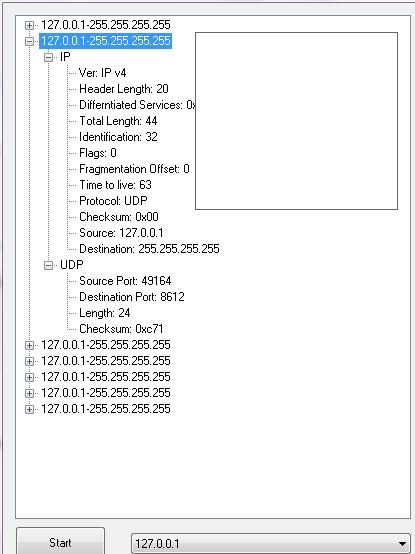 127.0.0.1-255.255.255.255
127.0.0.1-255.255.255.255
IP
Ver: IP v4
Header Length: 20
Differntiated Services: 0x
Total Length: 44
Identification: 32
Flags: 0
Fragmentation Offset: 0
Time to live: 63
Protocol: UDP
Checksum: 0x00
Source: 127.0.0.1
Destination: 255.255.255.255
UDP
Source Port: 49164
Destination Port: 8612
Length: 24
Checksum: 0xc71
127.0.0.1-255.255.255.255
127.0.0.1-255.255.255.255
127.0.0.1-255.255.255.255
127.0.0.1-255.255.255.255
127.0.0.1-255.255.255.255
Start 127.0.0.1